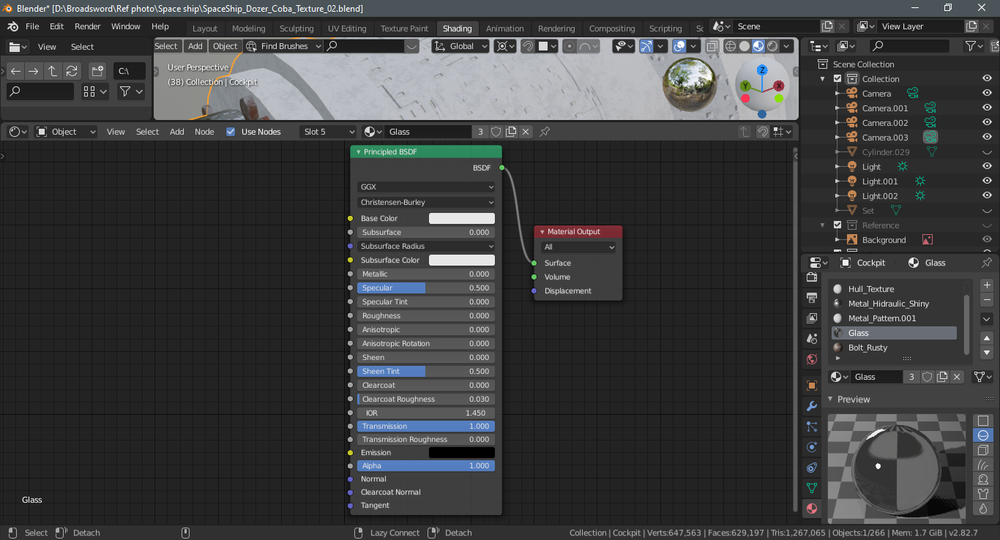 Blender* [D:\Broadsword\Ref photo\Space ship\SpaceShip_Dozer_Coba_Texture_02.blend]
File Edit Render Window Help Layout Modeling Sculpting UV Editing Texture Paint Shading Animation Rendering Compositing Scripting Sc Scene View Layer
View Select Select Add Object Find Brushes Global
C:\
User Perspective
(38) Collection | Cockpit
Z
Y
X
Scene Collection
Collection
Camera
Camera.001
Camera.002
Camera.003
Cylinder.029
Light
Light.001
Light.002
Set
Reference
Background
Object View Select Add Node Use Nodes Slot 5 Glass 3
Principled BSDF
BSDF
GGX
Christensen-Burley
Base Color
Subsurface 0.000
Subsurface Radius
Subsurface Color
Metallic 0.000
Specular 0.500
Specular Tint 0.000
Roughness 0.000
Anisotropic 0.000
Anisotropic Rotation 0.000
Sheen 0.000
Sheen Tint 0.500
Clearcoat 0.000
Clearcoat Roughness 0.030
IOR 1.450
Transmission 1.000
Transmission Roughness 0.000
Emission
Alpha 1.000
Normal
Clearcoat Normal
Tangent
Material Output
All
Surface
Volume
Displacement
Glass
Cockpit Glass
Hull_Texture
Metal_Hidraulic_Shiny
Metal_Pattern.001
Glass
Bolt_Rusty
Glass 3
Preview
Select Detach Lazy Connect Detach Collection | Cockpit | Verts:647,563 | Faces:629,197 | Tris:1,267,065 | Objects:1/266 | Mem: 1.7 GiB | v2.82.7